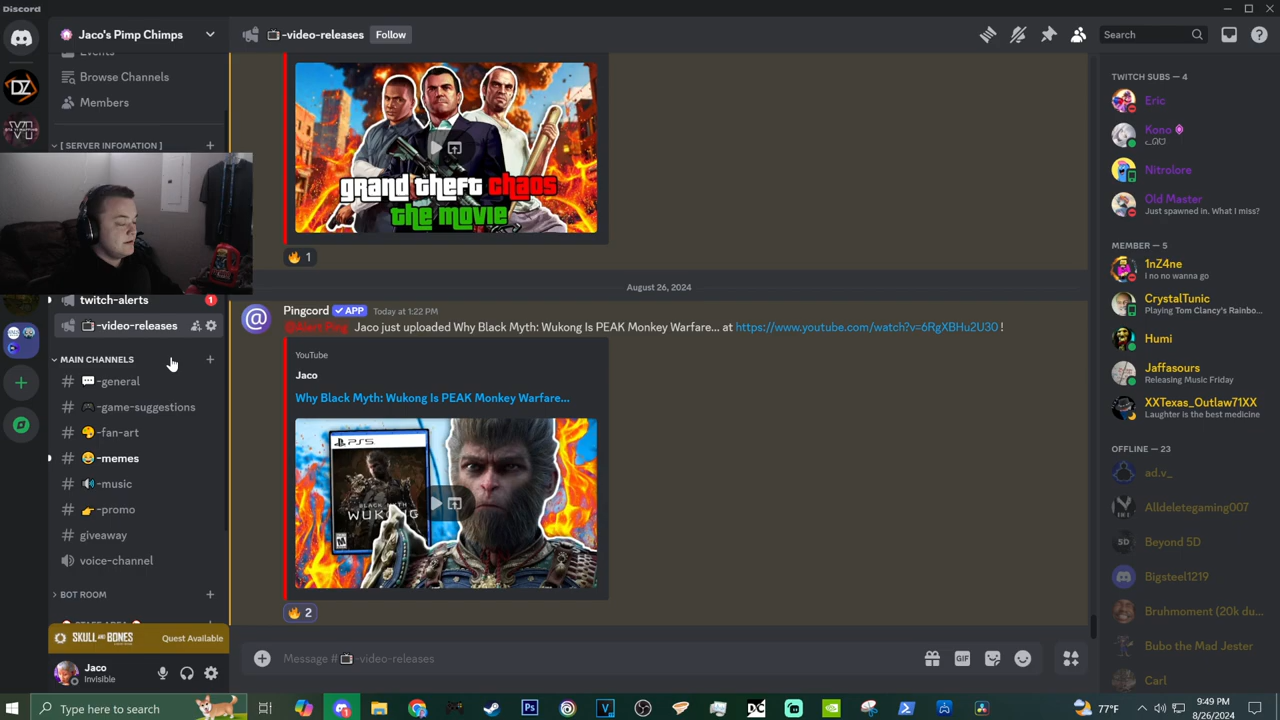 Discord
Jaco's Pimp Chimps
-video-releases
Follow
Search
Events
Browse Channels
Members
[ SERVER INFOMATION ]
twitch-alerts
1
-video-releases
MAIN CHANNELS
-general
-game-suggestions
-fan-art
-memes
-music
-promo
giveaway
voice-channel
BOT ROOM
SKULL AND BONES
Quest Available
Jaco
Invisible
grand theft chaos
the movie
1
August 26, 2024
Pingcord
APP
Today at 1:22 PM
@Alert Ping Jaco just uploaded Why Black Myth: Wukong Is PEAK Monkey Warfare... at https://www.youtube.com/watch?v=6RgXBHu2U30 !
YouTube
Jaco
Why Black Myth: Wukong Is PEAK Monkey Warfare...
PS5
BLACK MYTH
WUKONG
2
Message # -video-releases
GIF
TWITCH SUBS — 4
Eric
Kono
Nitrolore
Old Master
Just spawned in. What I miss?
MEMBER — 5
1nZ4ne
I no no wanna go
CrystalTunic
Playing Tom Clancy's Rainbo...
Humi
Jaffasours
Releasing Music Friday
XXTexas_Outlaw71XX
Laughter is the best medicine
OFFLINE — 23
ad.v_
Alldeletegaming007
Beyond 5D
Bigsteel1219
Bruhmoment (20k du...
Bubo the Mad Jester
Carl
Type here to search
77°F
9:49 PM
8/26/2024